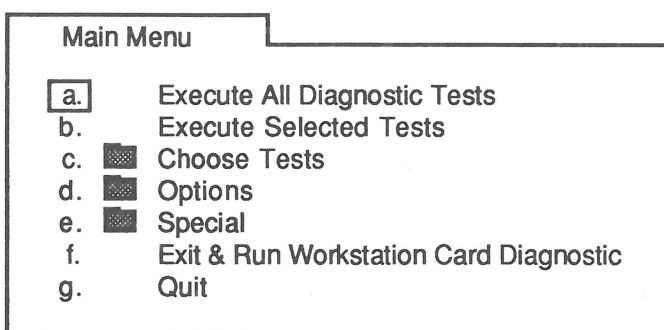 Main Menu
a. Execute All Diagnostic Tests
b. Execute Selected Tests
c. Choose Tests
d. Options
e. Special
f. Exit & Run Workstation Card Diagnostic
g. Quit